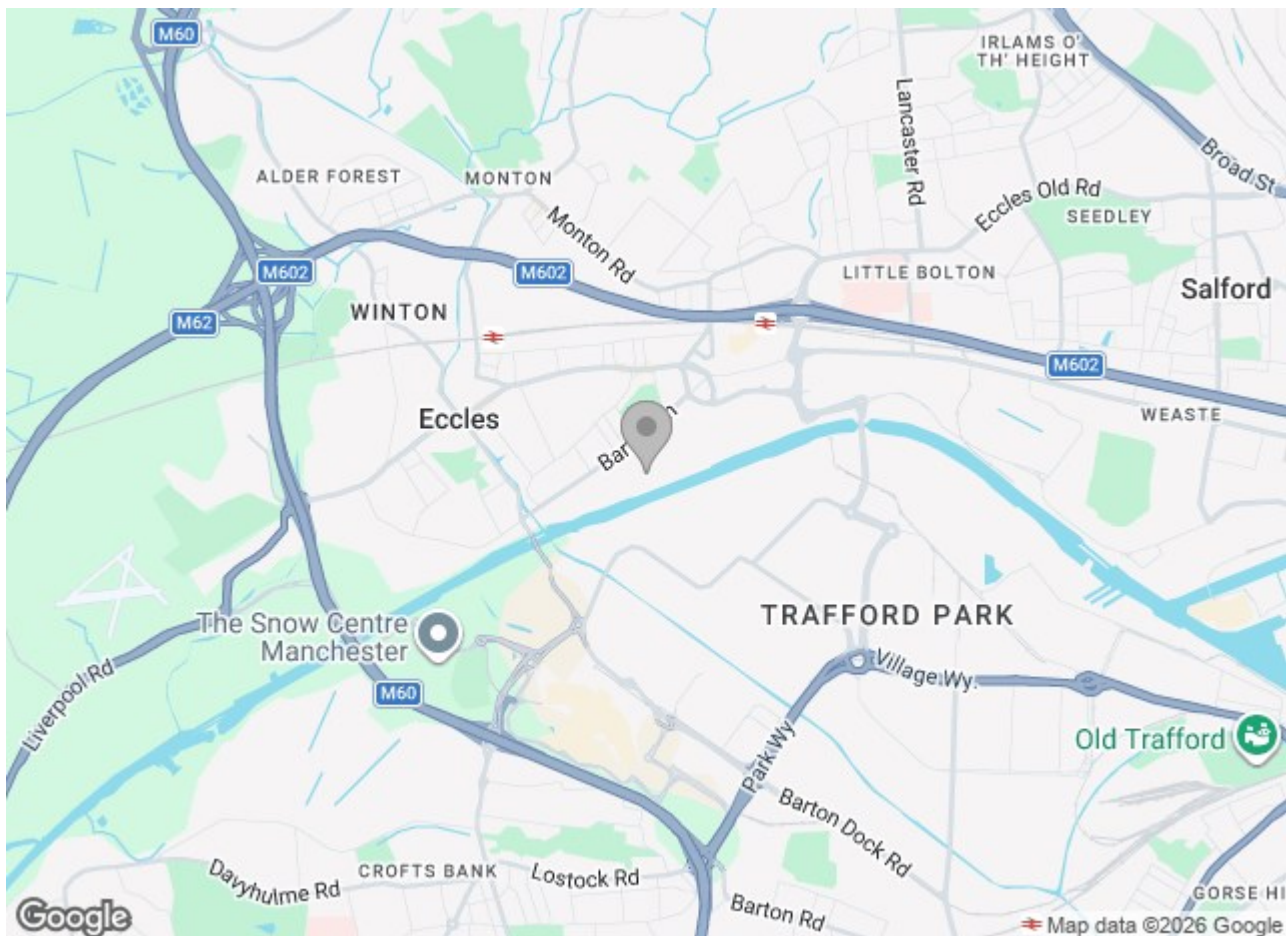 M60
IRLAMS O'
TH' HEIGHT
Lancaster Rd
Broad St
ALDER FOREST
MONTON
Eccles Old Rd
SEEDLEY
Monton Rd
M602
M602
LITTLE BOLTON
Salford
M62
WINTON
M602
WEASTE
Eccles
TRAFFORD PARK
The Snow Centre
Manchester
Village Wy.
M60
Liverpool Rd
Park Wy
Old Trafford
Barton Dock Rd
CROFTS BANK
Lostock Rd
Davyhulme Rd
Barton Rd
GORSE HI
Google
Map data ©2026 Google